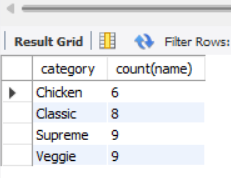 Result Grid Filter Rows:
category count(name)
Chicken 6
Classic 8
Supreme 9
Veggie 9